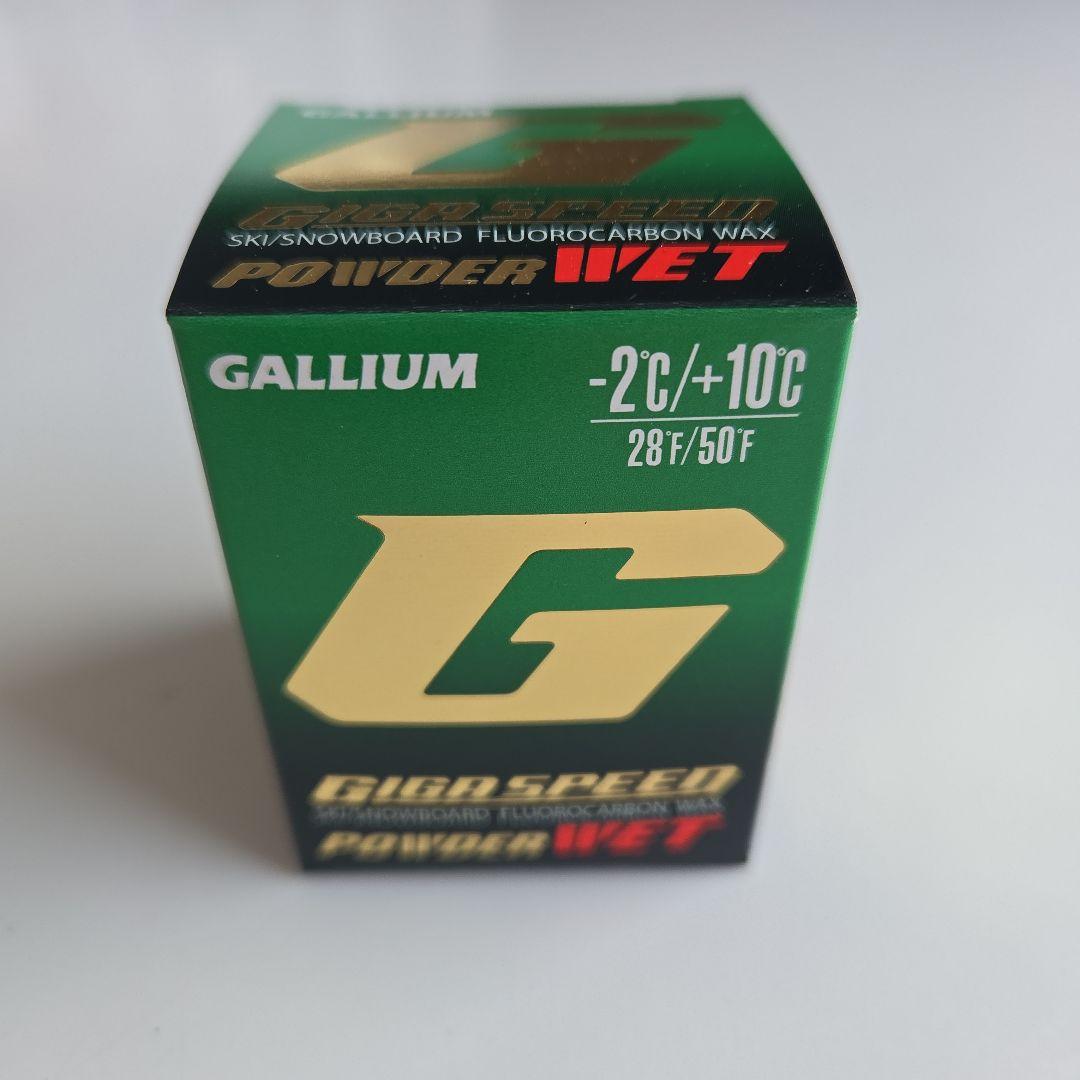 GALLIUM
G
GIGA SPEED
SKI/SNOWBOARD FLUOROCARBON WAX
POWDER WET
GALLIUM
-2℃/+10℃
28°F/50°F
G
GIGA SPEED
SKI/SNOWBOARD FLUOROCARBON WAX
POWDER WET